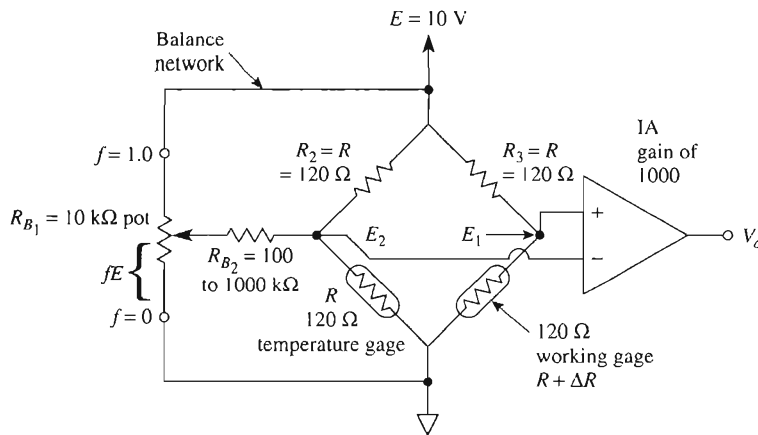 E = 10 V
Balance
network
IA
gain of
1000
f = 1.0
R2 = R
= 120 Ω
R3 = R
= 120 Ω
+
RB1 = 10 kΩ pot
E2
E1
Vo
−
RB2 = 100
to 1000 kΩ
fE
f = 0
R
120 Ω
temperature gage
120 Ω
working gage
R + ΔR